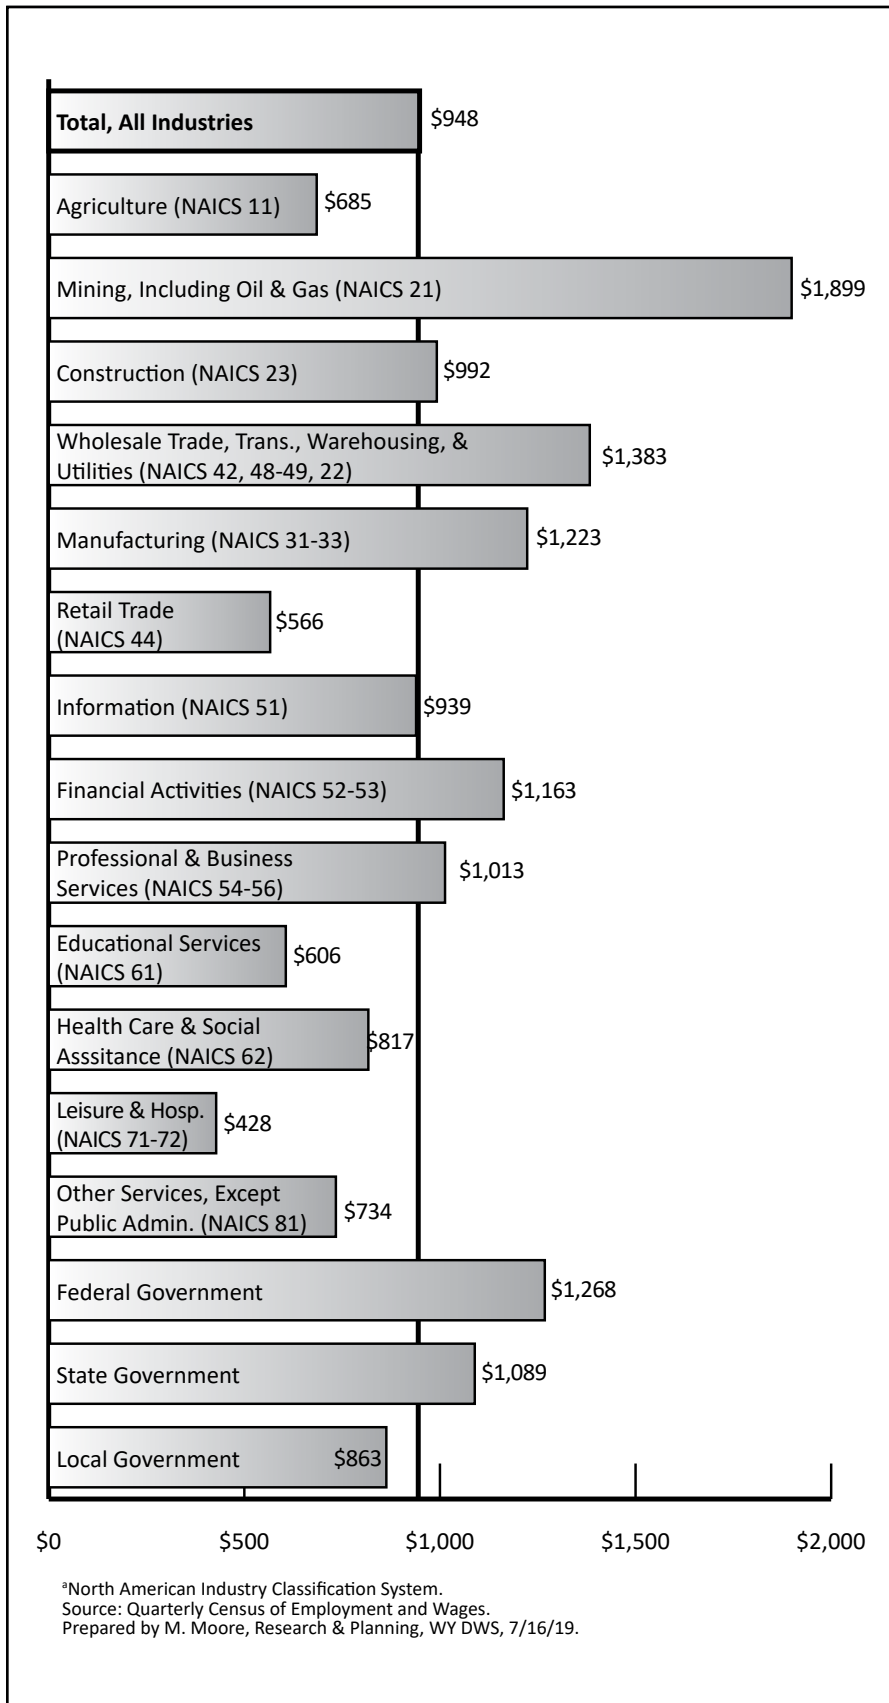 Total, All Industries
$948
Agriculture (NAICS 11)
$685
Mining, Including Oil & Gas (NAICS 21)
$1,899
Construction (NAICS 23)
$992
Wholesale Trade, Trans., Warehousing, &
Utilities (NAICS 42, 48-49, 22)
$1,383
Manufacturing (NAICS 31-33)
$1,223
Retail Trade
(NAICS 44)
$566
Information (NAICS 51)
$939
Financial Activities (NAICS 52-53)
$1,163
Professional & Business
Services (NAICS 54-56)
$1,013
Educational Services
(NAICS 61)
$606
Health Care & Social
Asssitance (NAICS 62)
$817
Leisure & Hosp.
(NAICS 71-72)
$428
Other Services, Except
Public Admin. (NAICS 81)
$734
Federal Government
$1,268
State Government
$1,089
Local Government
$863
$0 $500 $1,000 $1,500 $2,000
ᵃNorth American Industry Classification System.
Source: Quarterly Census of Employment and Wages.
Prepared by M. Moore, Research & Planning, WY DWS, 7/16/19.